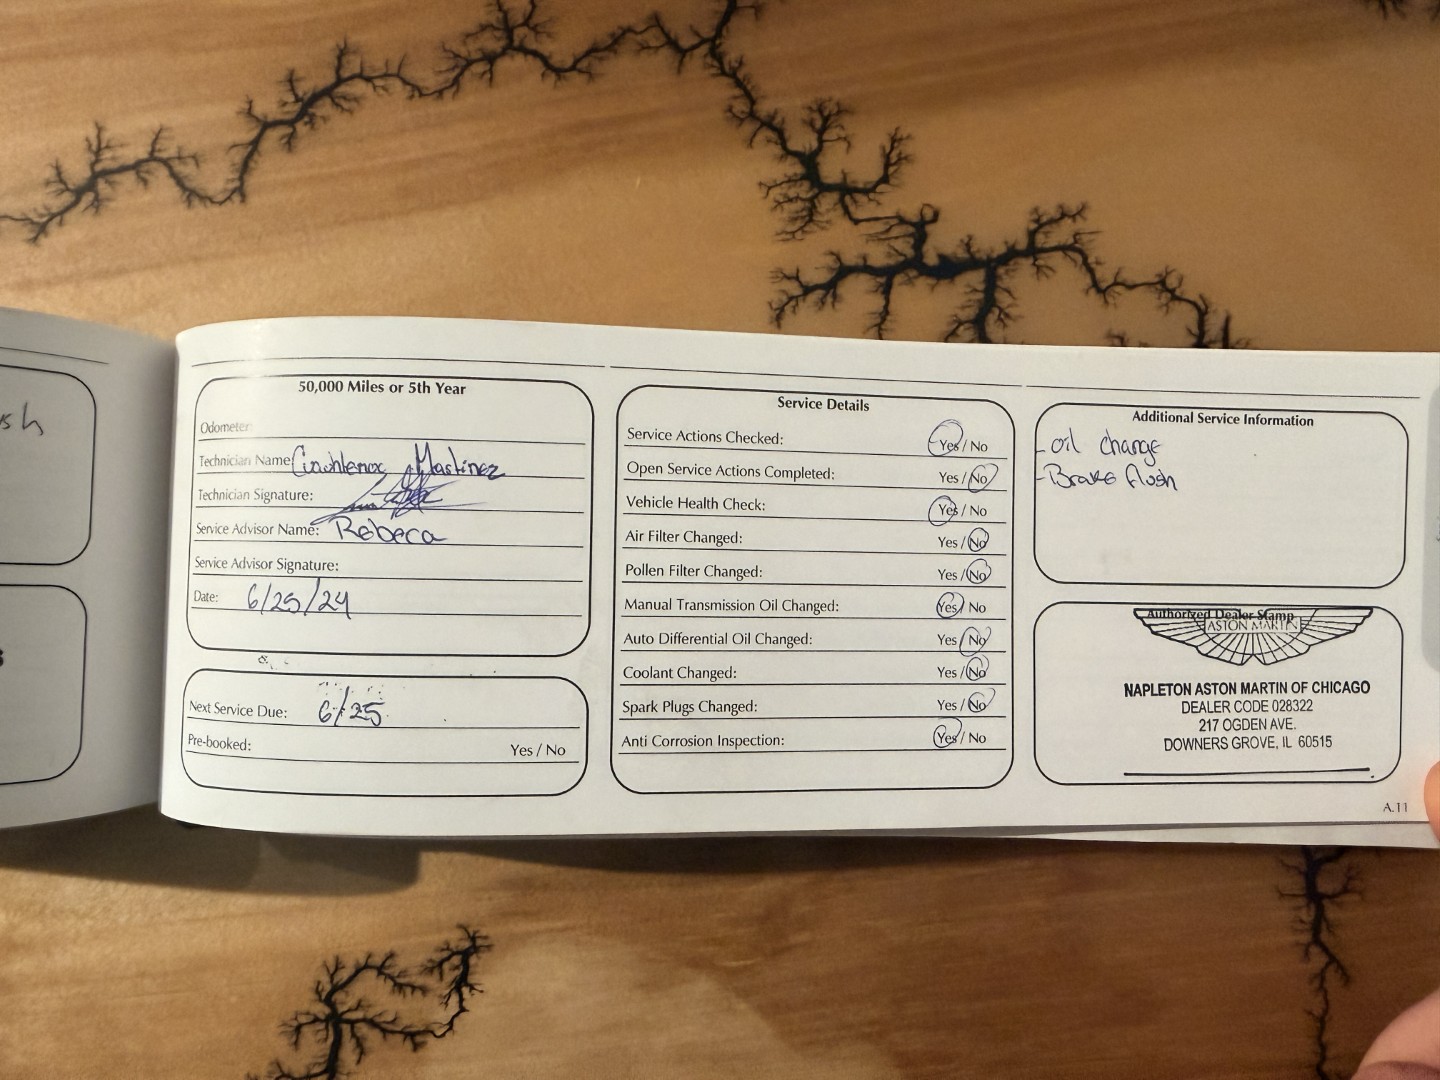 50,000 Miles or 5th Year
Odometer:
Technician Name: Cuauhtemoc Martinez
Technician Signature:
Service Advisor Name: Rebeca
Service Advisor Signature:
Date: 6/25/24
Next Service Due: 6/25
Pre-booked: Yes / No
Service Details
Service Actions Checked: Yes / No
Open Service Actions Completed: Yes / No
Vehicle Health Check: Yes / No
Air Filter Changed: Yes / No
Pollen Filter Changed: Yes / No
Manual Transmission Oil Changed: Yes / No
Auto Differential Oil Changed: Yes / No
Coolant Changed: Yes / No
Spark Plugs Changed: Yes / No
Anti Corrosion Inspection: Yes / No
Additional Service Information
- oil change
- Brake flush
Authorized Dealer Stamp
ASTON MARTIN
NAPLETON ASTON MARTIN OF CHICAGO
DEALER CODE 028322
217 OGDEN AVE.
DOWNERS GROVE, IL 60515
A.11